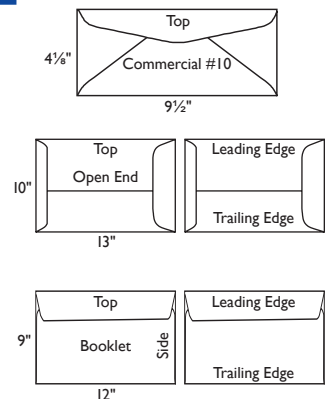 Top
4⅛"
Commercial #10
9½"
Top
Leading Edge
Open End
10"
Trailing Edge
13"
Top
Leading Edge
9"
Booklet
Side
Trailing Edge
12"